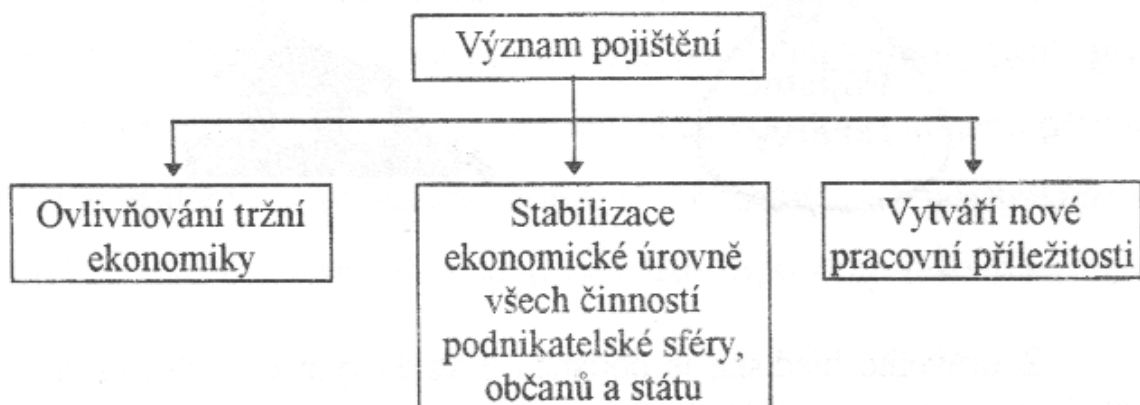 Význam pojištění
Ovlivňování tržní
ekonomiky
Stabilizace
ekonomické úrovně
všech činností
podnikatelské sféry,
občanů a státu
Vytváří nové
pracovní příležitosti